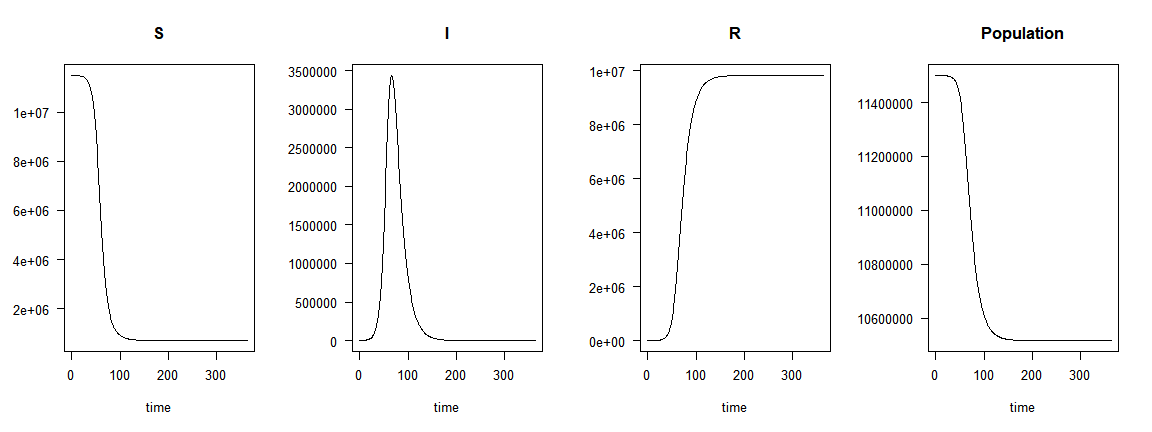 S
1e+07
8e+06
6e+06
4e+06
2e+06
0 100 200 300
time
I
3500000
3000000
2500000
2000000
1500000
1000000
500000
0
0 100 200 300
time
R
1e+07
8e+06
6e+06
4e+06
2e+06
0e+00
0 100 200 300
time
Population
11400000
11200000
11000000
10800000
10600000
0 100 200 300
time